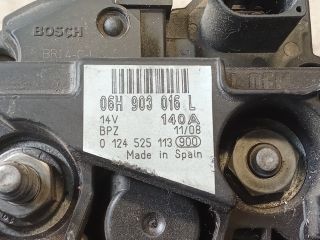 BOSCH
06H 903 016 L
14V 140A
BPZ 11/08
0 124 525 113 900
Made in Spain